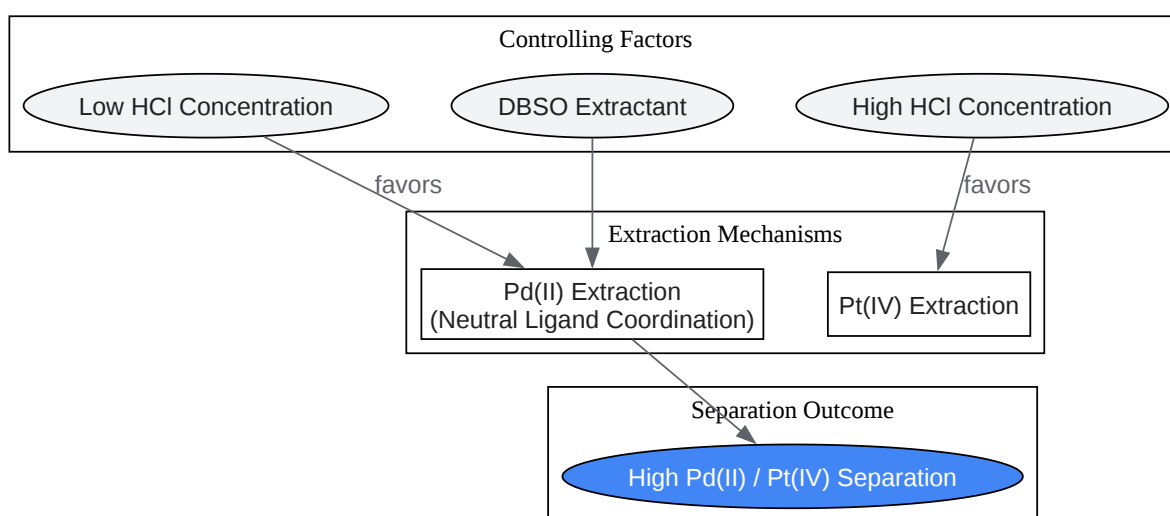 Controlling Factors
Low HCl Concentration
DBSO Extractant
High HCl Concentration
favors
favors
Extraction Mechanisms
Pd(II) Extraction
(Neutral Ligand Coordination)
Pt(IV) Extraction
Separation Outcome
High Pd(II) / Pt(IV) Separation